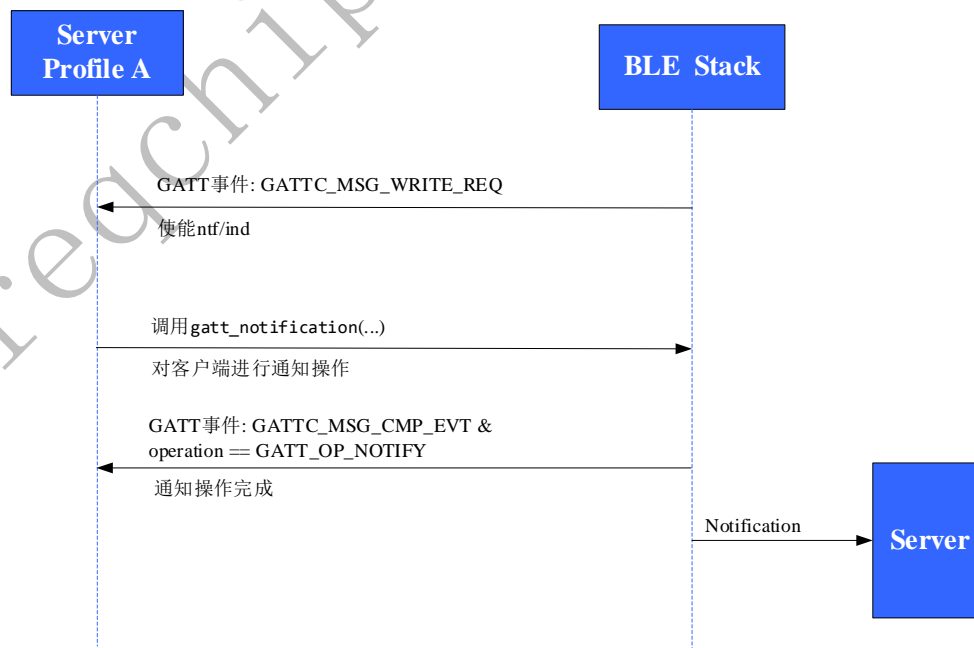 Server
Profile A
BLE Stack
GATT事件: GATTC_MSG_WRITE_REQ
使能ntf/ind
调用gatt_notification(...)
对客户端进行通知操作
GATT事件: GATTC_MSG_CMP_EVT &
operation == GATT_OP_NOTIFY
通知操作完成
Notification
Server
reqchip